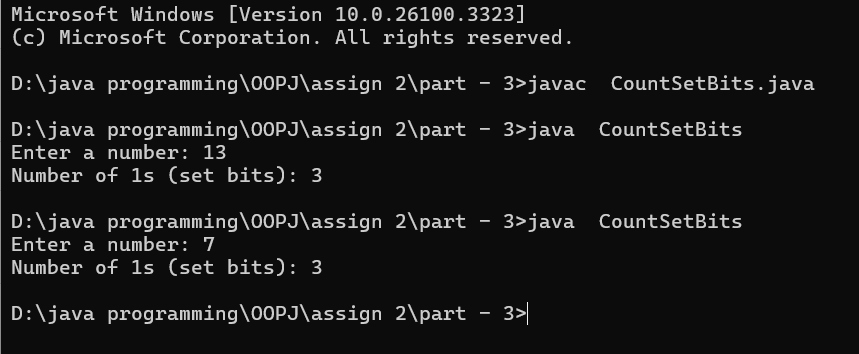 Microsoft Windows [Version 10.0.26100.3323]
(c) Microsoft Corporation. All rights reserved.
D:\java programming\OOPJ\assign 2\part - 3>javac  CountSetBits.java
D:\java programming\OOPJ\assign 2\part - 3>java  CountSetBits
Enter a number: 13
Number of 1s (set bits): 3
D:\java programming\OOPJ\assign 2\part - 3>java  CountSetBits
Enter a number: 7
Number of 1s (set bits): 3
D:\java programming\OOPJ\assign 2\part - 3>